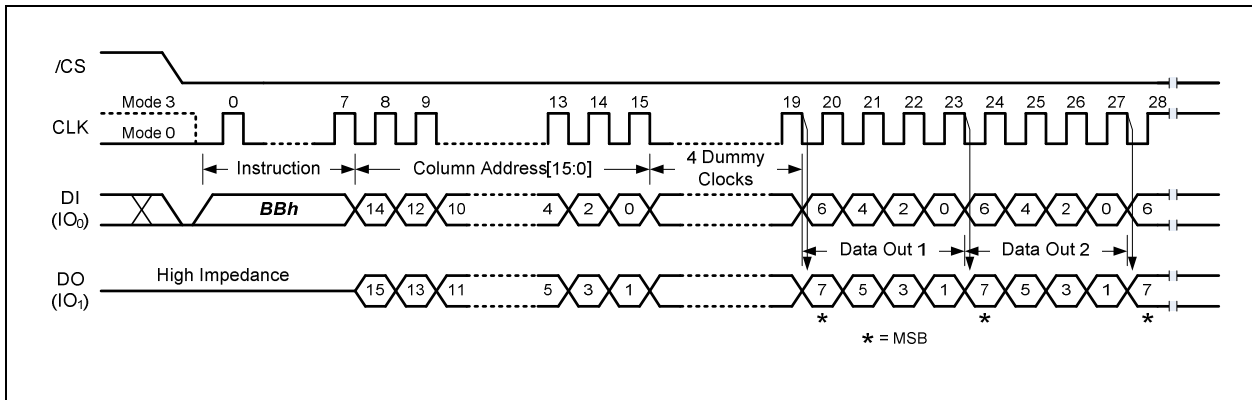 /CS
Mode 3 0 7 8 9 13 14 15 19 20 21 22 23 24 25 26 27 28
CLK
Mode 0
Instruction Column Address[15:0] 4 Dummy Clocks
DI (IO0) BBh 14 12 10 4 2 0 6 4 2 0 6 4 2 0 6
Data Out 1 Data Out 2
DO (IO1) High Impedance 15 13 11 5 3 1 7 5 3 1 7 5 3 1 7
* * *
* = MSB